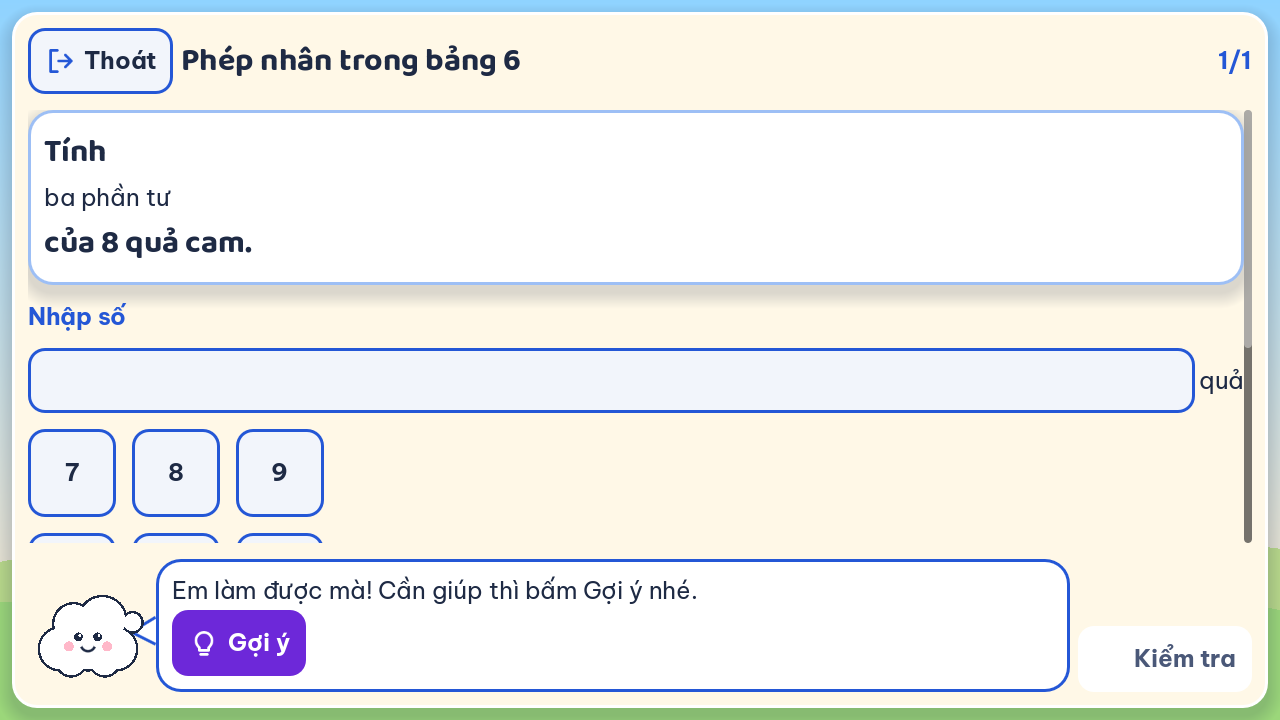 Thoát
Phép nhân trong bảng 6
1/1
Tính
ba phần tư
của 8 quả cam.
Nhập số
quả
7 8 9
Em làm được mà! Cần giúp thì bấm Gợi ý nhé.
Gợi ý
Kiểm tra